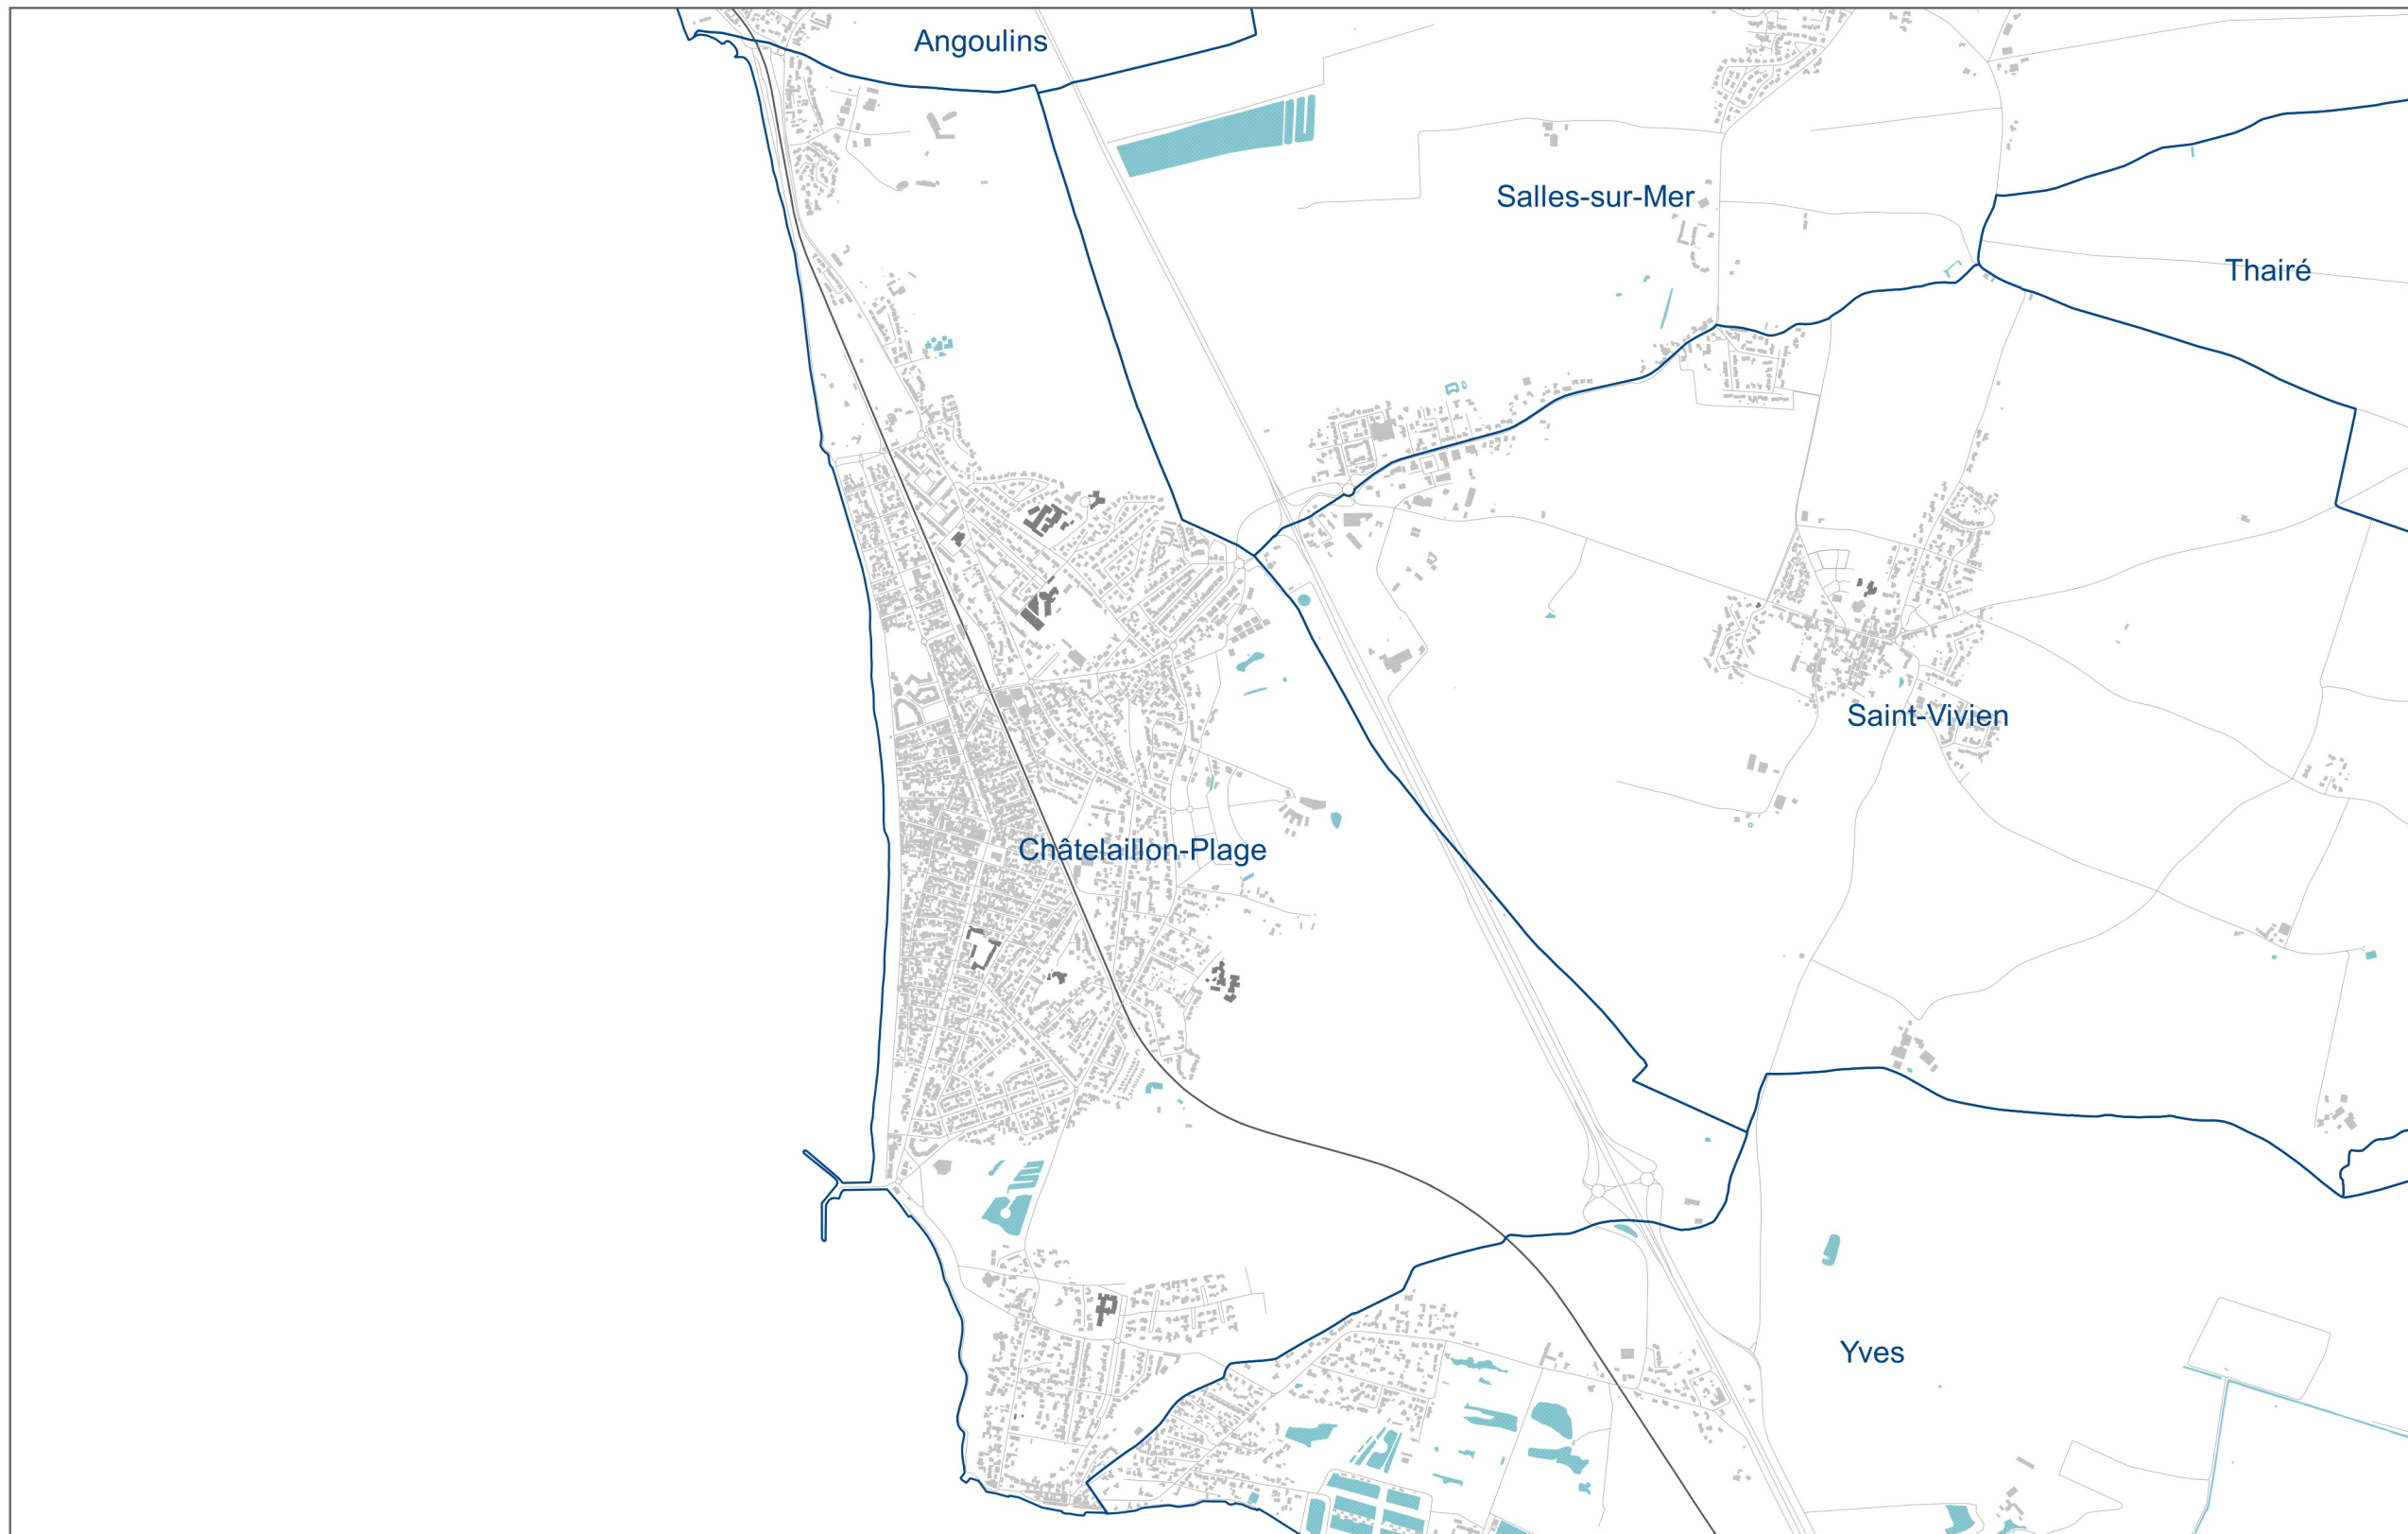 Angoulins
Salles-sur-Mer
Thairé
Saint-Vivien
Châtelaillon-Plage
Yves